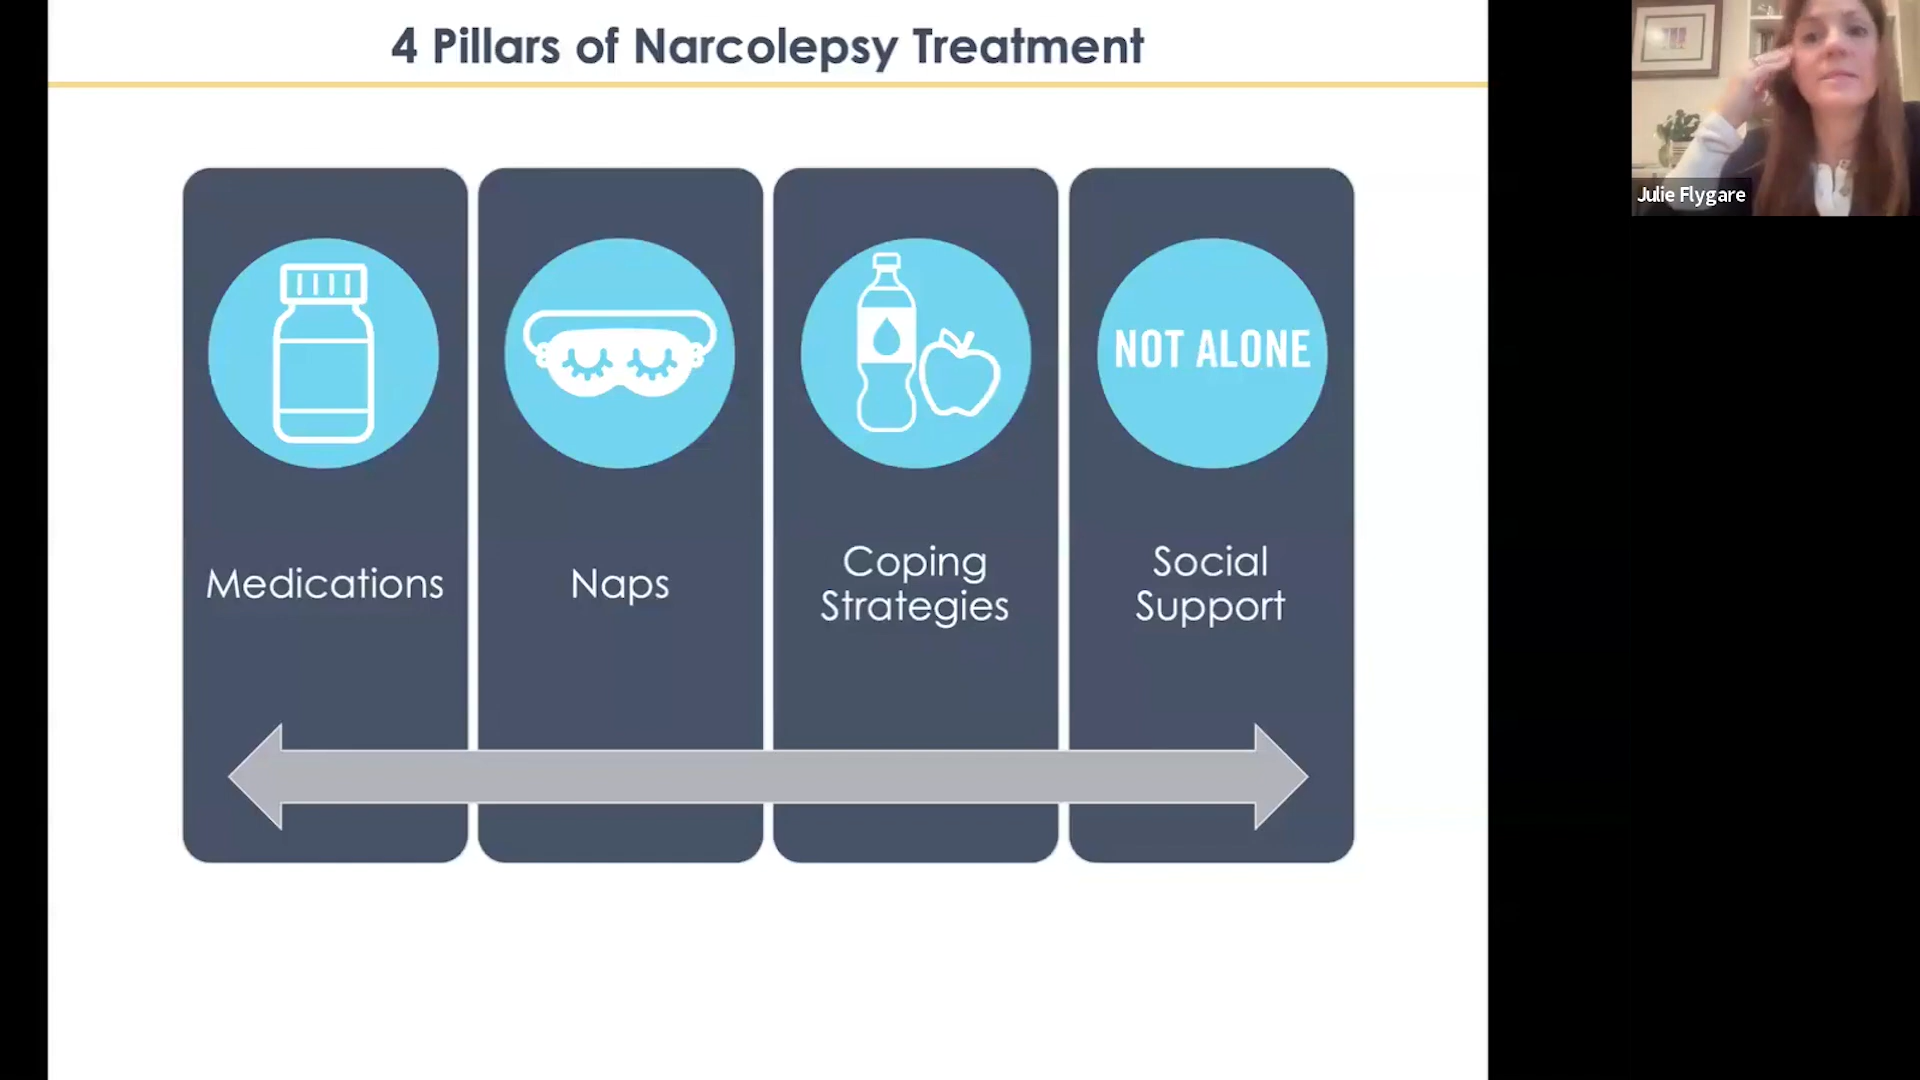 4 Pillars of Narcolepsy Treatment
Julie Flygare
NOT ALONE
Medications
Naps
Coping
Strategies
Social
Support